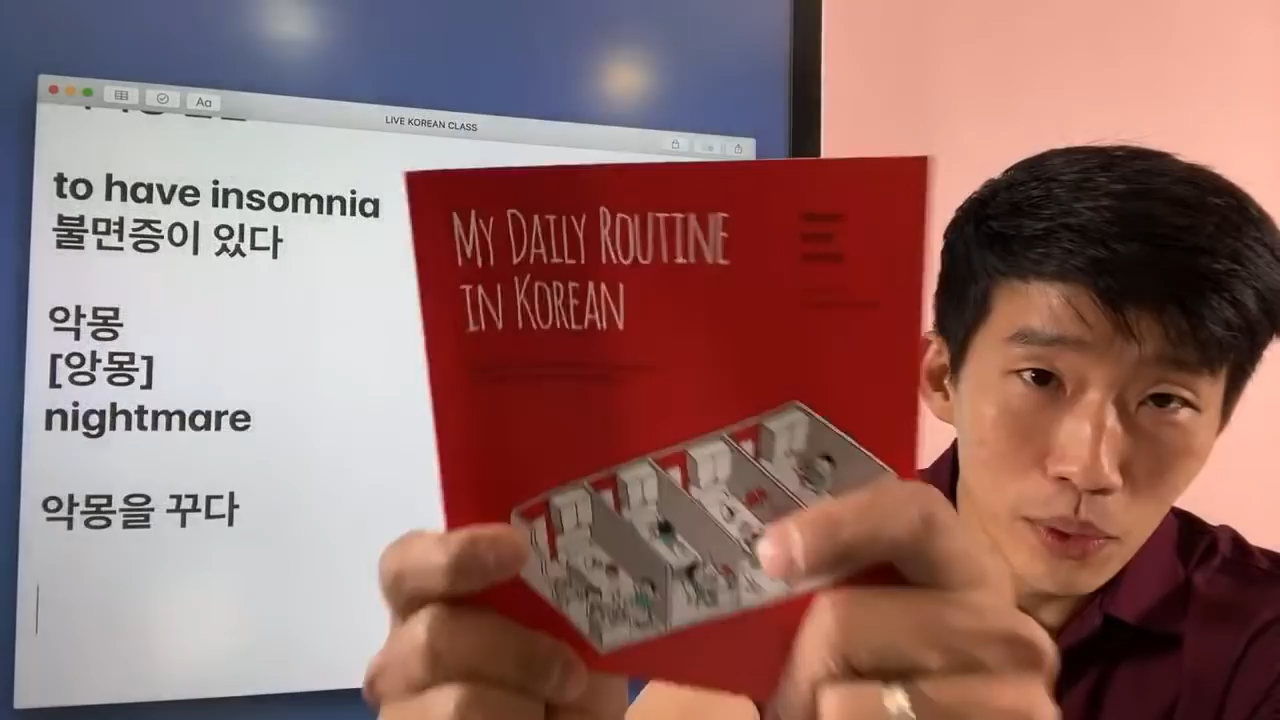 Aa
LIVE KOREAN CLASS
to have insomnia
불면증이 있다
악몽
[앙몽]
nightmare
악몽을 꾸다
MY DAILY ROUTINE
IN KOREAN